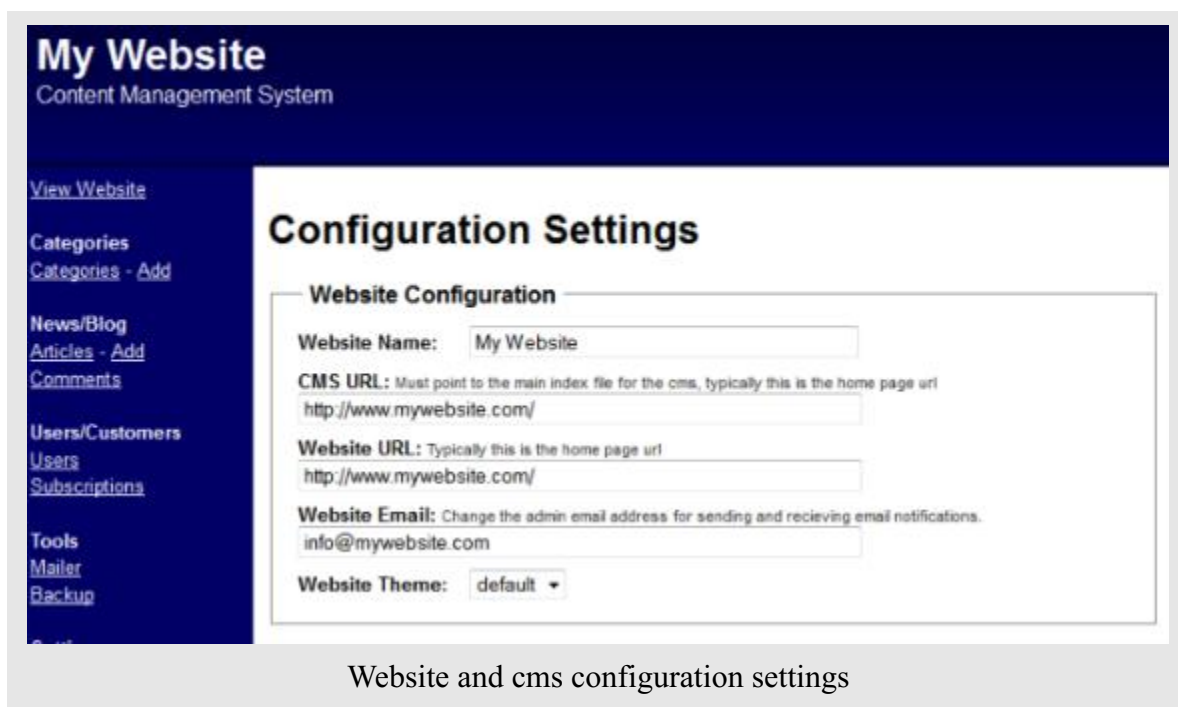 My Website
Content Management System
View Website
Categories
Categories - Add
News/Blog
Articles - Add
Comments
Users/Customers
Users
Subscriptions
Tools
Mailer
Backup
Configuration Settings
Website Configuration
Website Name: My Website
CMS URL: Must point to the main index file for the cms, typically this is the home page url
http://www.mywebsite.com/
Website URL: Typically this is the home page url
http://www.mywebsite.com/
Website Email: Change the admin email address for sending and recieving email notifications.
info@mywebsite.com
Website Theme: default
Website and cms configuration settings